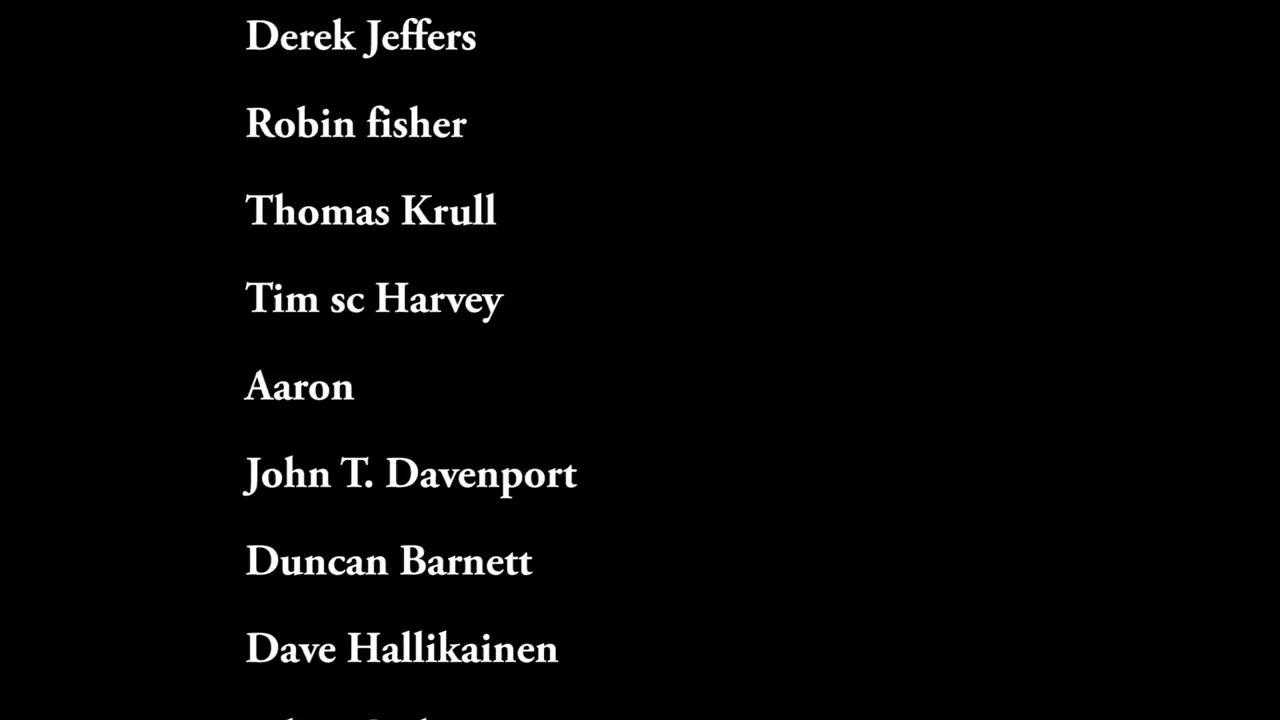 Derek Jeffers
Robin fisher
Thomas Krull
Tim sc Harvey
Aaron
John T. Davenport
Duncan Barnett
Dave Hallikainen